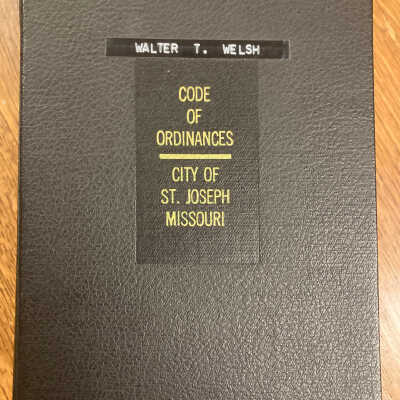 WALTER T. WELSH
CODE
OF
ORDINANCES
CITY OF
ST. JOSEPH
MISSOURI